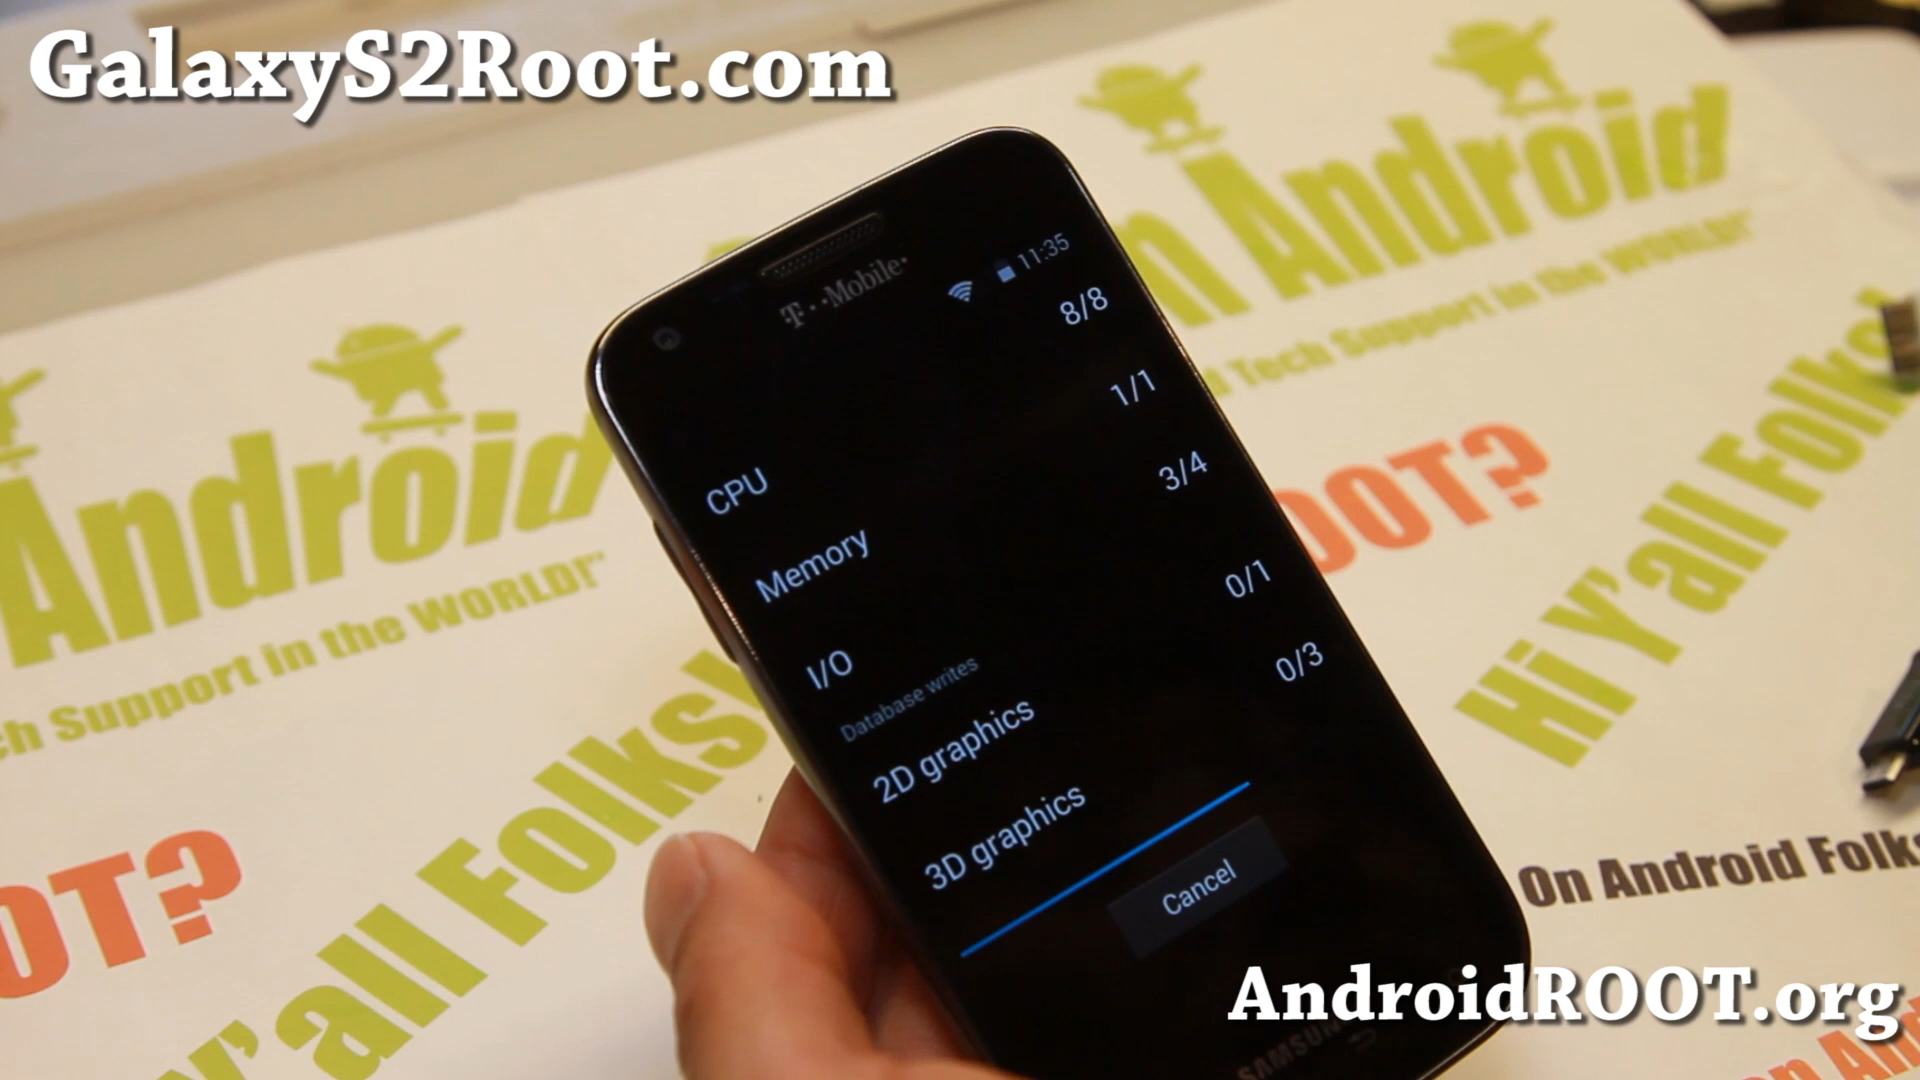 GalaxyS2Root.com
T··Mobile·
11:35
CPU 8/8
Memory 1/1
I/O 3/4
Database writes
2D graphics 0/1
3D graphics 0/3
Cancel
SAMSUNG
n Android
d Tech Support in the WORLD!"
OOT?
Hi Y'all Folks
On Android Folks
Android
ch Support in the WORLD!"
OT?
Y'all Folks!
AndroidROOT.org